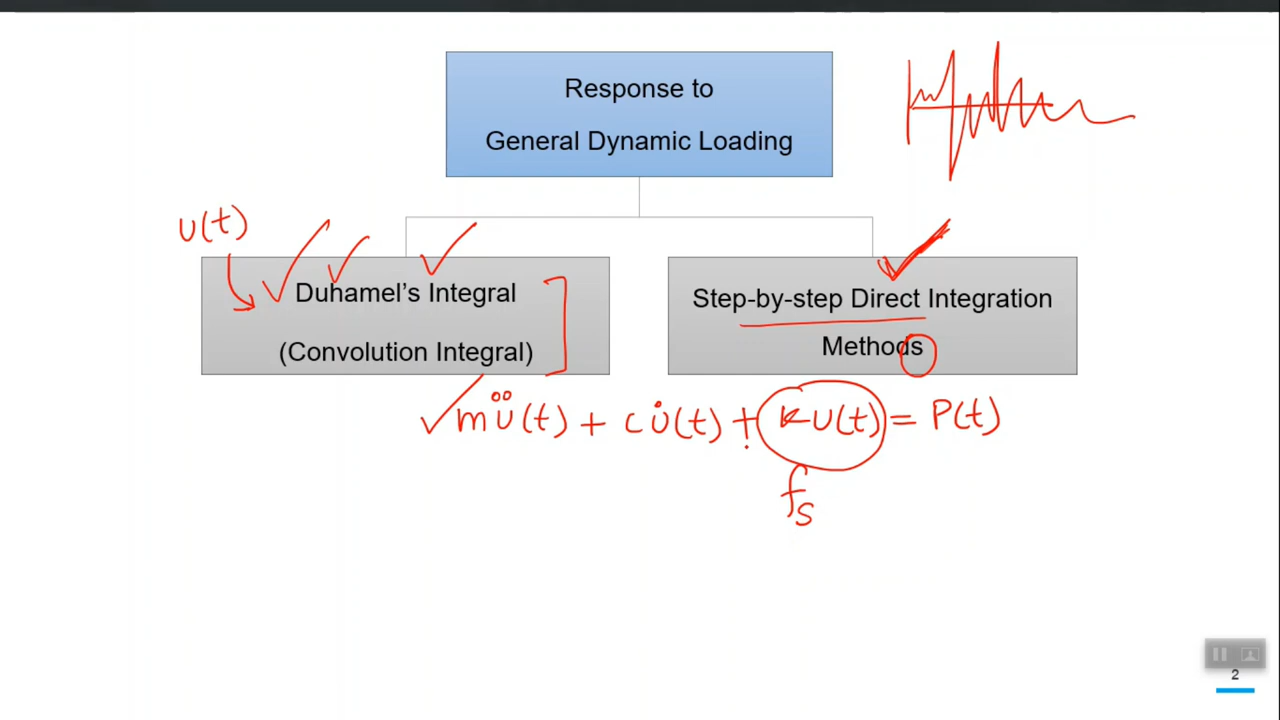 Response to
General Dynamic Loading
u(t)
Duhamel's Integral
(Convolution Integral)
Step-by-step Direct Integration
Methods
mü(t) + cu̇(t) + ku(t) = P(t)
fs
2